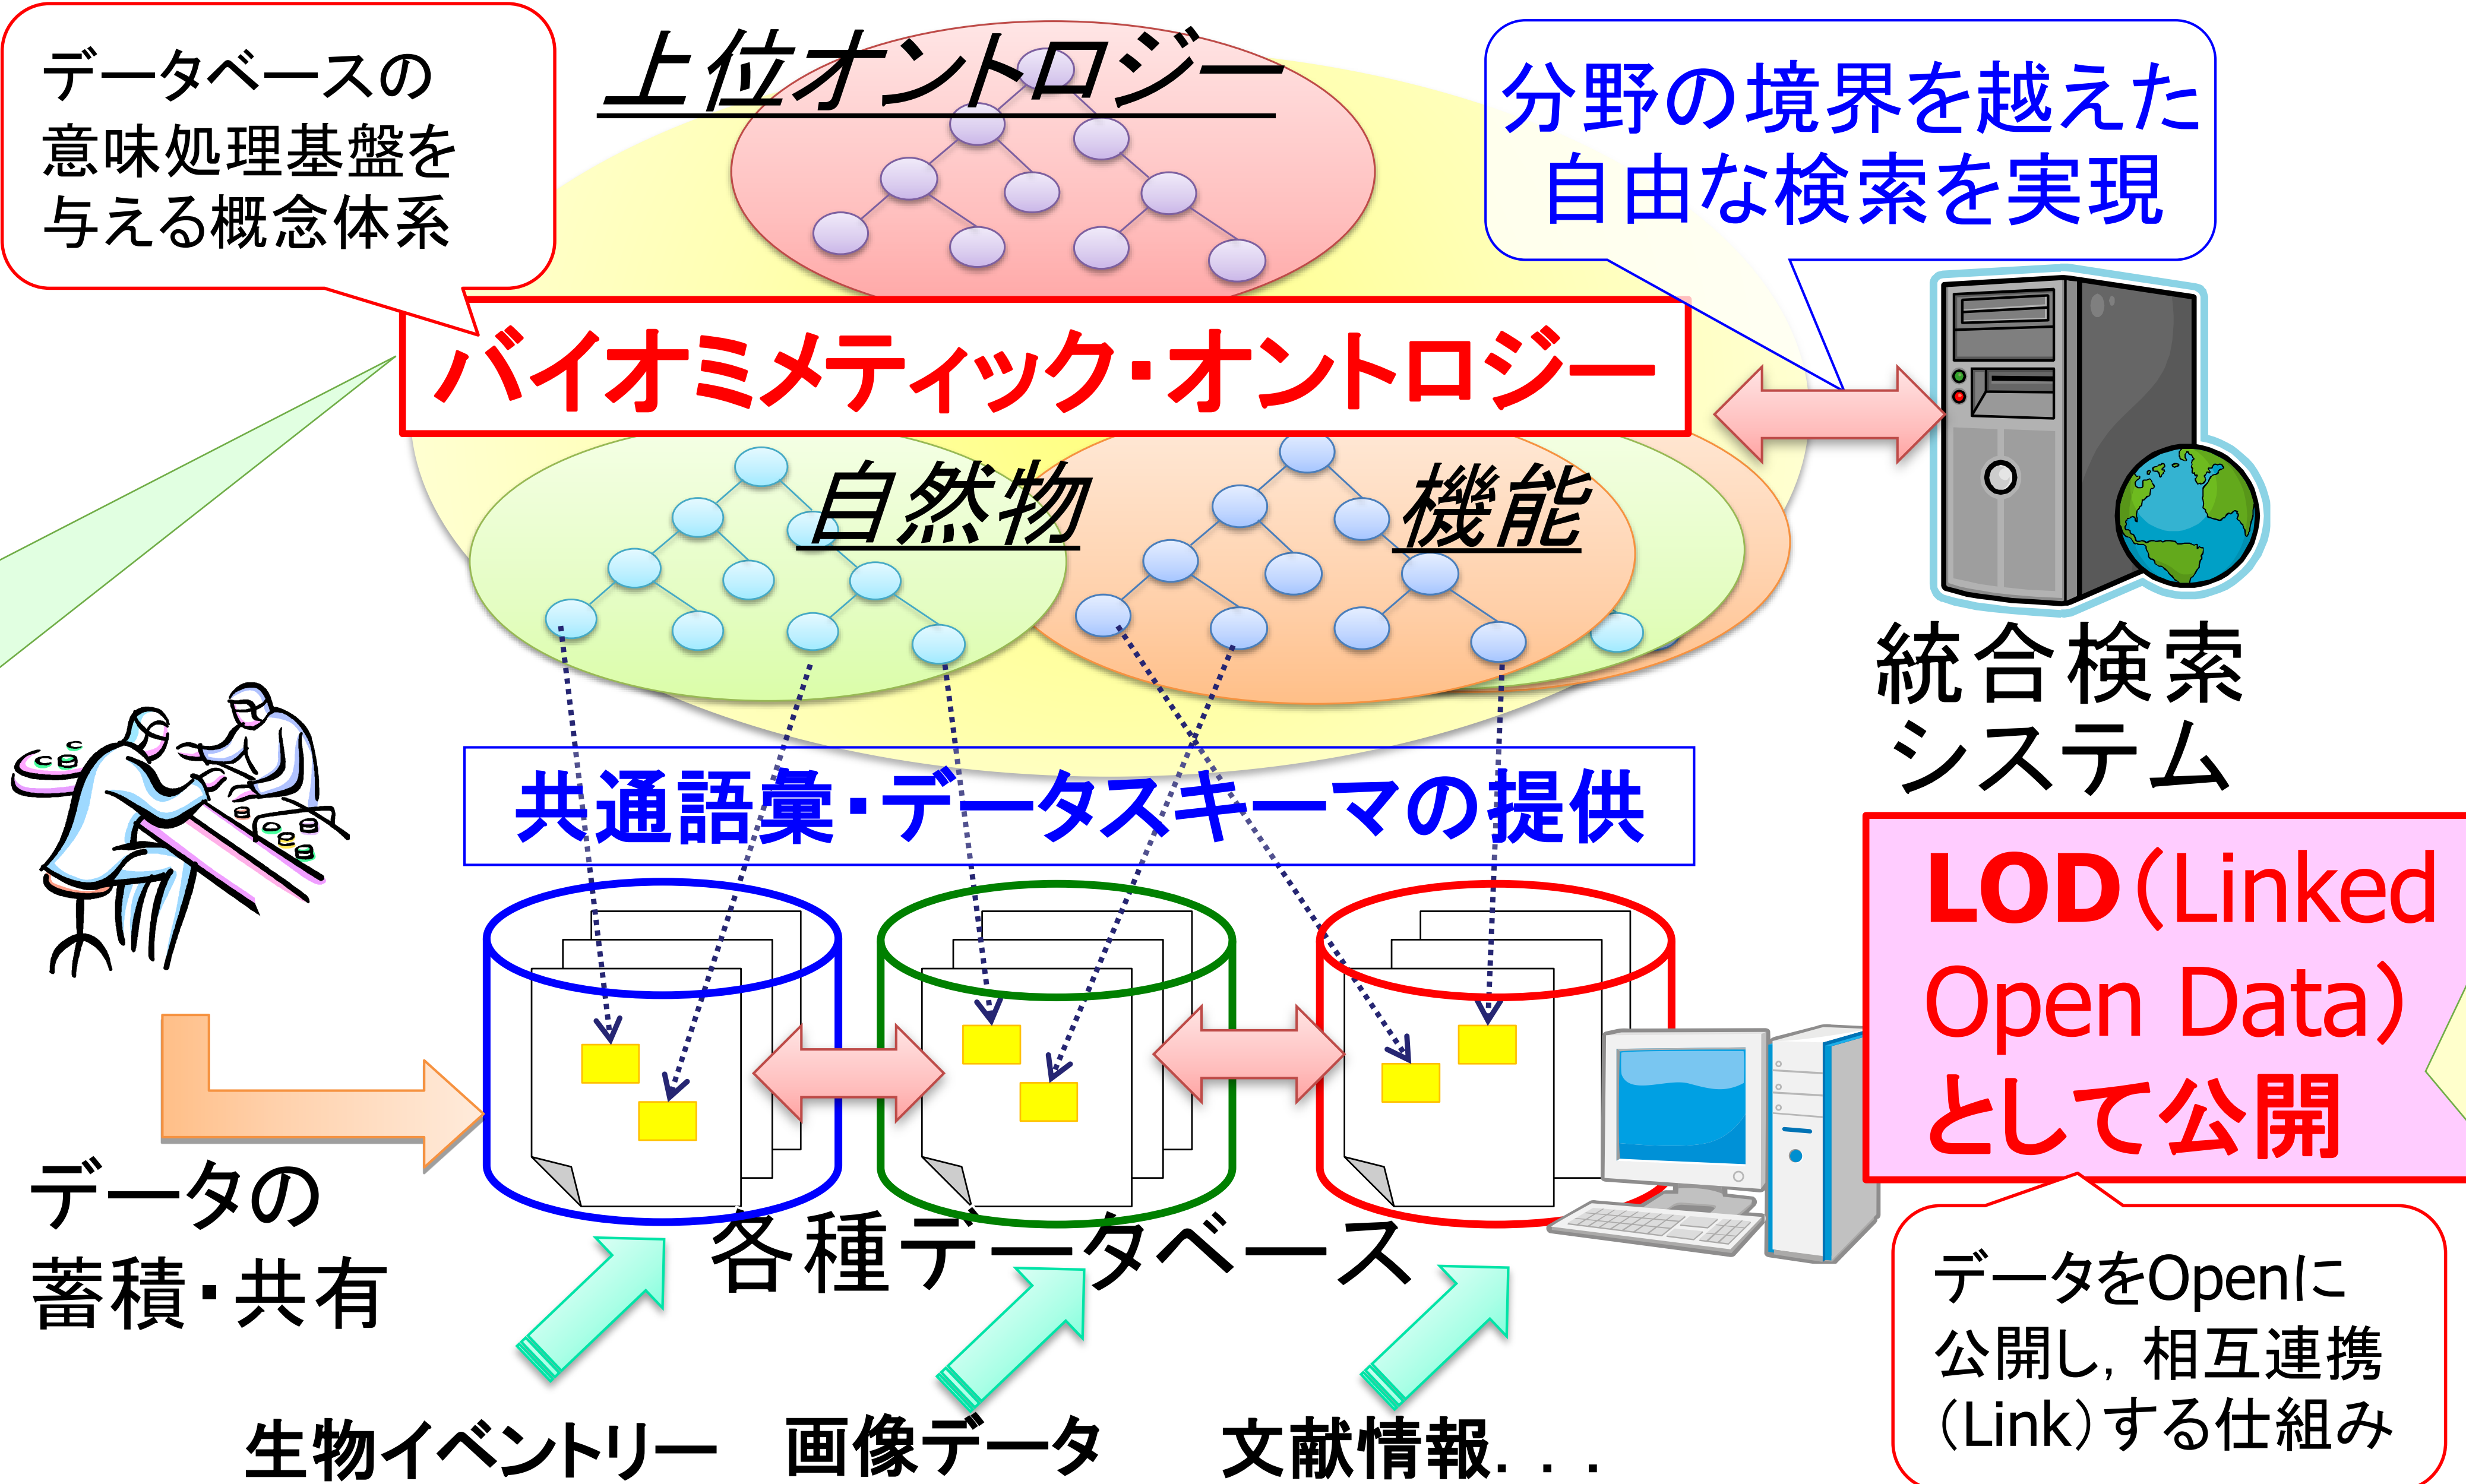 データベースの
意味処理基盤を
与える概念体系
上位オントロジー
分野の境界を越えた
自由な検索を実現
バイオミメティック・オントロジー
自然物
機能
統合検索
システム
共通語彙・データスキーマの提供
LOD(Linked
Open Data)
として公開
データの
蓄積・共有
各種データベース
データをOpenに
公開し，相互連携
(Link)する仕組み
生物イベントリー
画像データ
文献情報．．．